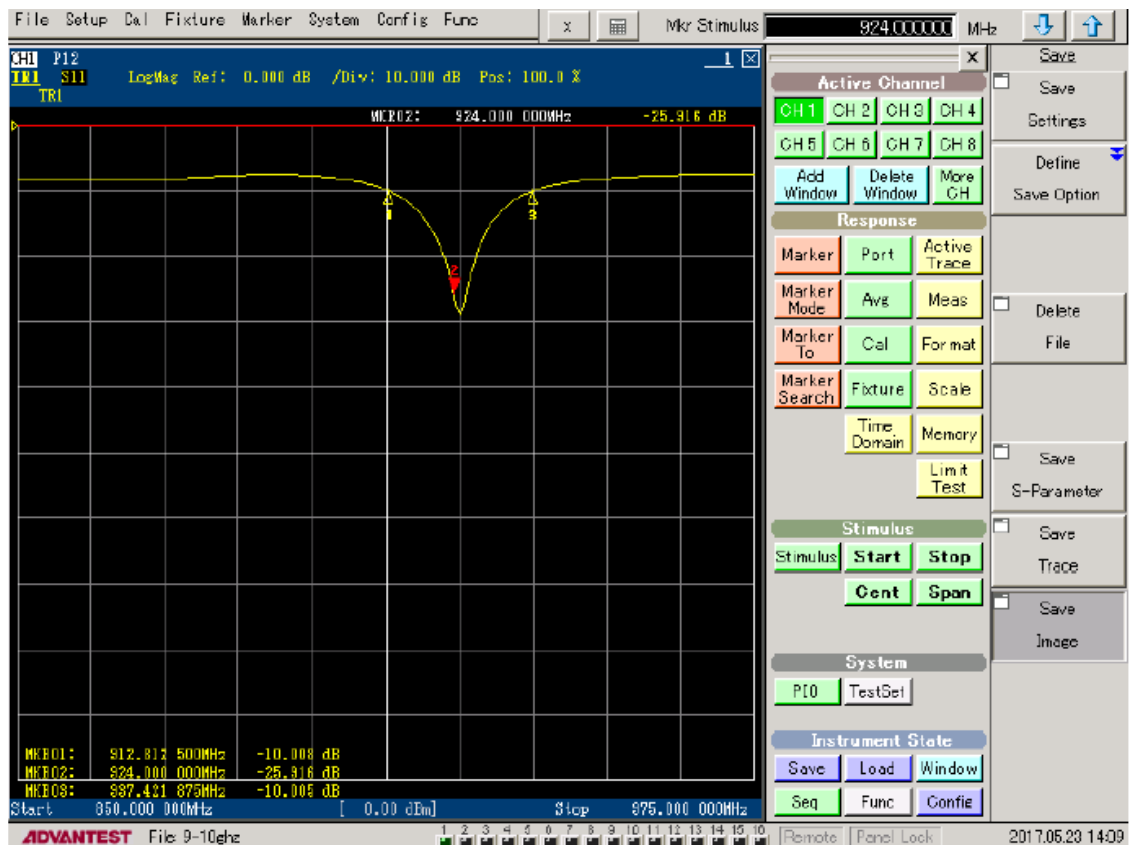 File Setup Cal Fixture Marker System Config Func
x Mkr Stimulus 924.000000 MHz
CH1 P12 1
TR1 S11 LogMag Ref: 0.000 dB /Div: 10.000 dB Pos: 100.0 %
TR1
MKR02: 924.000 000MHz -25.916 dB
1
2
3
MKR01: 912.812 500MHz -10.008 dB
MKR02: 924.000 000MHz -25.916 dB
MKR03: 937.421 875MHz -10.005 dB
Start 850.000 000MHz [ 0.00 dBm] Stop 975.000 000MHz
x
Active Channel
CH 1 CH 2 CH 3 CH 4
CH 5 CH 6 CH 7 CH 8
Add Window Delete Window More CH
Response
Marker Port Active Trace
Marker Mode Avg Meas
Marker To Cal Format
Marker Search Fixture Scale
Time Domain Memory
Limit Test
Stimulus
Stimulus Start Stop
Cent Span
System
PIO TestSet
Instrument State
Save Load Window
Seq Func Config
Save
Save
Settings
Define
Save Option
Delete
File
Save
S-Parameter
Save
Trace
Save
Image
ADVANTEST File: 9-10ghz 1 2 3 4 5 6 7 8 9 10 11 12 13 14 15 16 Remote Panel Lock 2017.05.23 14:09